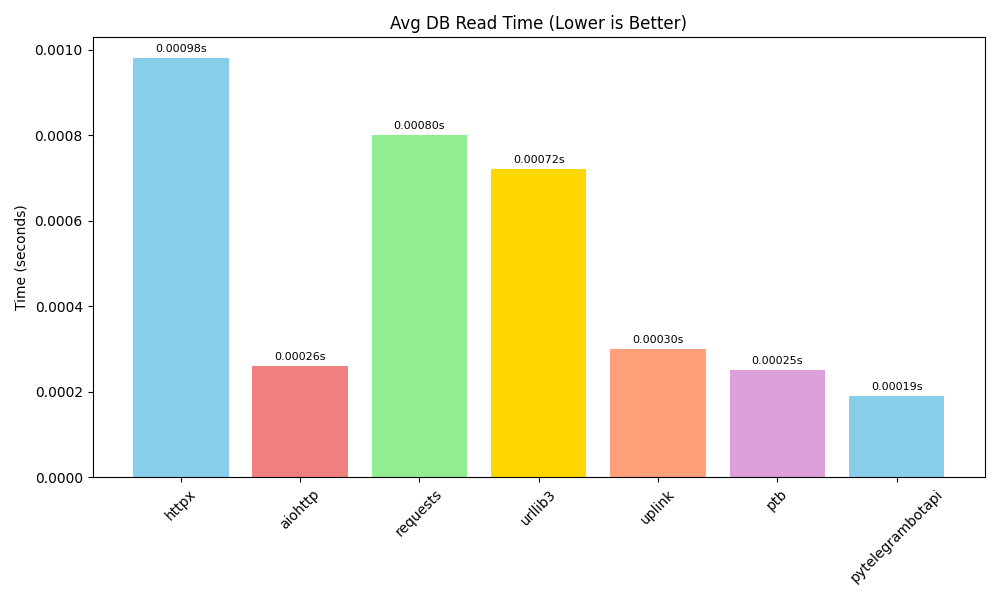 Avg DB Read Time (Lower is Better)
Time (seconds)
0.0010
0.0008
0.0006
0.0004
0.0002
0.0000
0.00098s
0.00026s
0.00080s
0.00072s
0.00030s
0.00025s
0.00019s
httpx
aiohttp
requests
urllib3
uplink
ptb
pytelegrambotapi